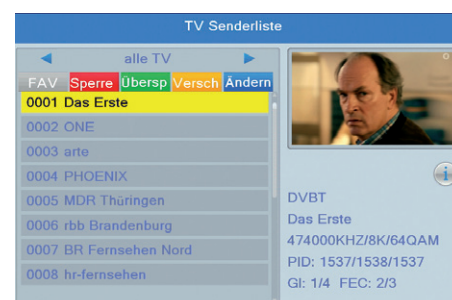 TV Senderliste
alle TV
FAV Sperre Übersp Versch Ändern
0001 Das Erste
0002 ONE
0003 arte
0004 PHOENIX
0005 MDR Thüringen
0006 rbb Brandenburg
0007 BR Fernsehen Nord
0008 hr-fernsehen
i
DVBT
Das Erste
474000KHZ/8K/64QAM
PID: 1537/1538/1537
GI: 1/4 FEC: 2/3